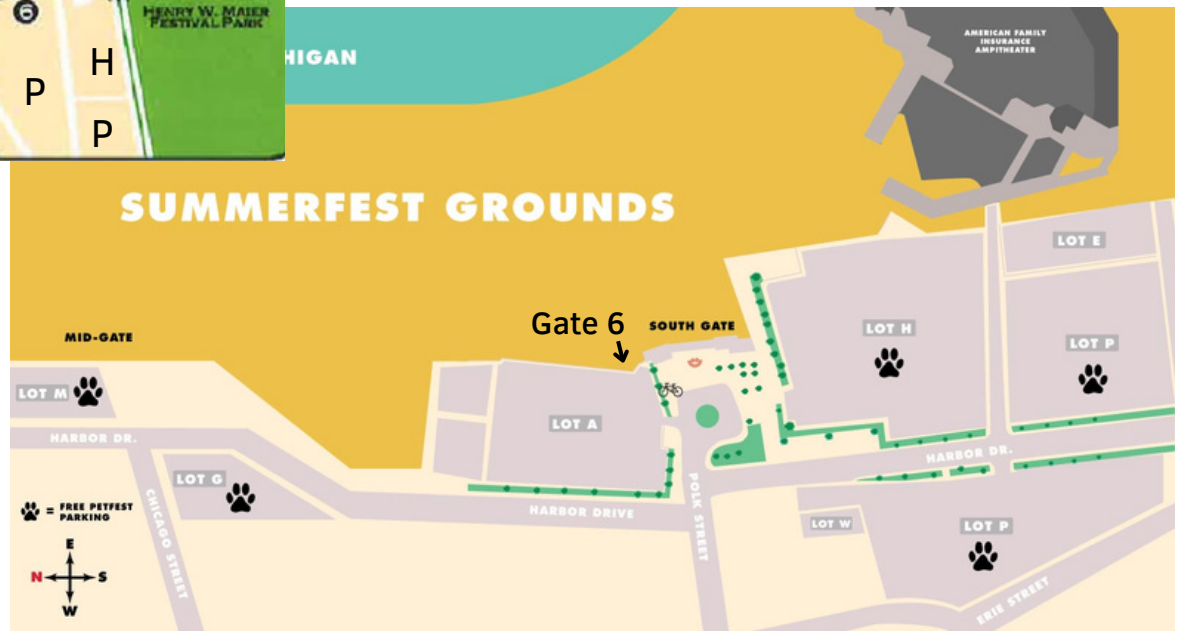 6
HENRY W. MAIER
FESTIVAL PARK
H
P
P
HIGAN
AMERICAN FAMILY
INSURANCE
AMPITHEATER
SUMMERFEST GROUNDS
LOT E
Gate 6
SOUTH GATE
MID-GATE
LOT H
LOT P
LOT M
LOT A
HARBOR DR.
HARBOR DR.
LOT G
CHICAGO STREET
POLK STREET
HARBOR DRIVE
LOT W
LOT P
= FREE PETFEST
PARKING
E
N
S
W
ERIE STREET